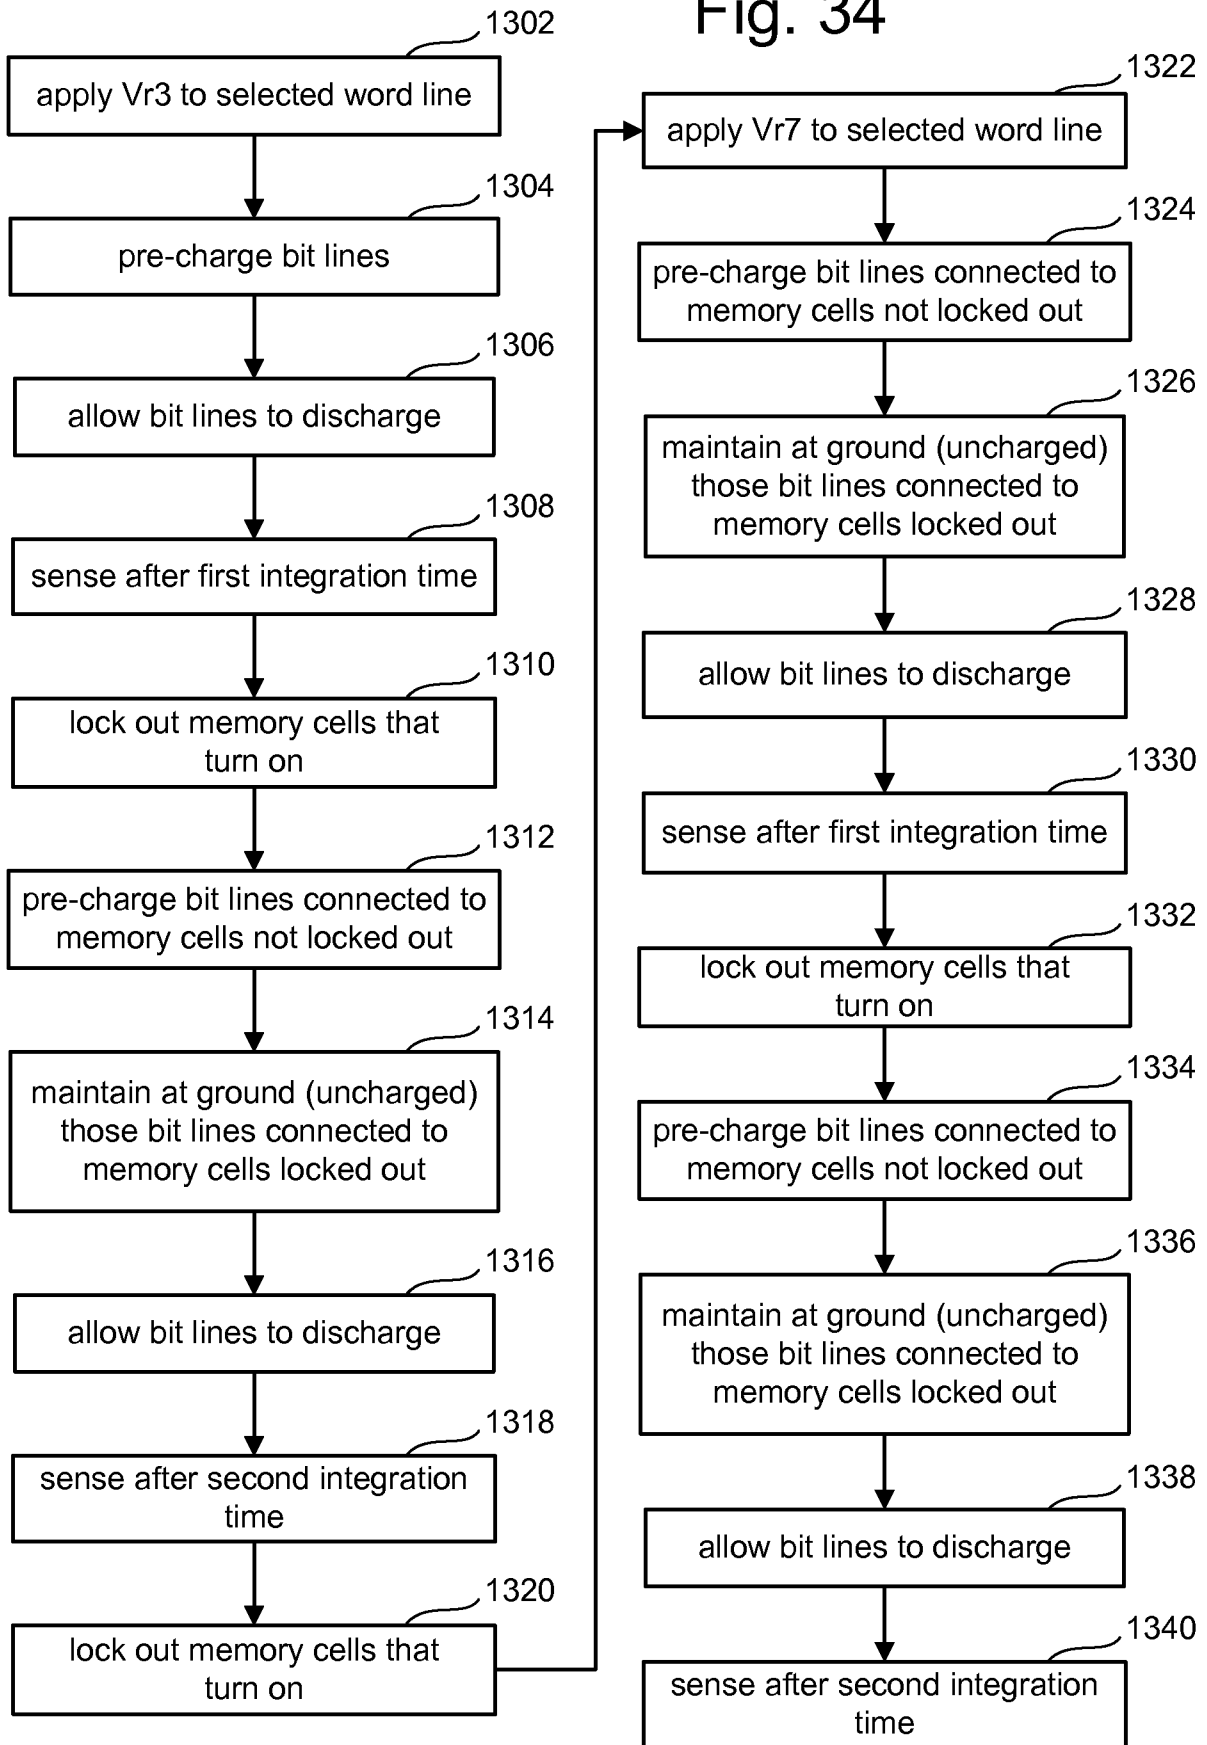 Fig. 34
1302
apply Vr3 to selected word line
1304
pre-charge bit lines
1306
allow bit lines to discharge
1308
sense after first integration time
1310
lock out memory cells that
turn on
1312
pre-charge bit lines connected to
memory cells not locked out
1314
maintain at ground (uncharged)
those bit lines connected to
memory cells locked out
1316
allow bit lines to discharge
1318
sense after second integration
time
1320
lock out memory cells that
turn on
1322
apply Vr7 to selected word line
1324
pre-charge bit lines connected to
memory cells not locked out
1326
maintain at ground (uncharged)
those bit lines connected to
memory cells locked out
1328
allow bit lines to discharge
1330
sense after first integration time
1332
lock out memory cells that
turn on
1334
pre-charge bit lines connected to
memory cells not locked out
1336
maintain at ground (uncharged)
those bit lines connected to
memory cells locked out
1338
allow bit lines to discharge
1340
sense after second integration
time